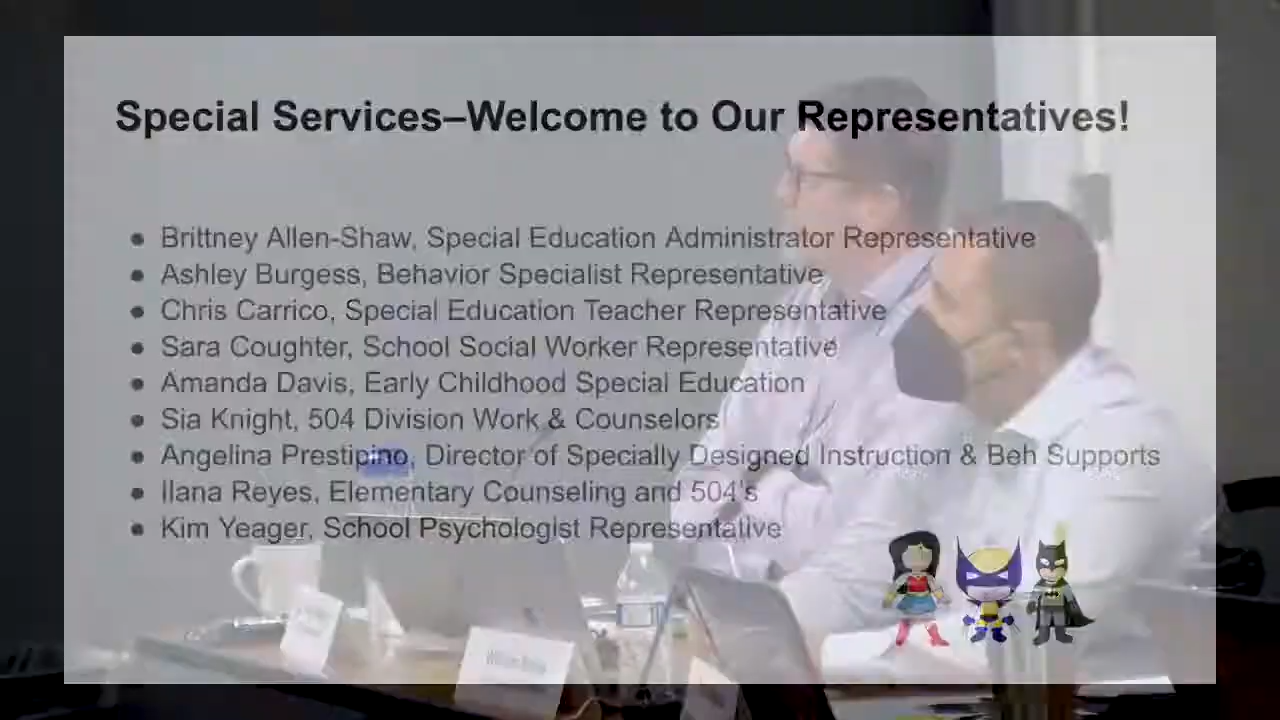 Special Services–Welcome to Our Representatives!
● Brittney Allen-Shaw, Special Education Administrator Representative
● Ashley Burgess, Behavior Specialist Representative
● Chris Carrico, Special Education Teacher Representative
● Sara Coughter, School Social Worker Representative
● Amanda Davis, Early Childhood Special Education
● Sia Knight, 504 Division Work & Counselors
● Angelina Prestipino, Director of Specially Designed Instruction & Beh Supports
● Ilana Reyes, Elementary Counseling and 504's
● Kim Yeager, School Psychologist Representative